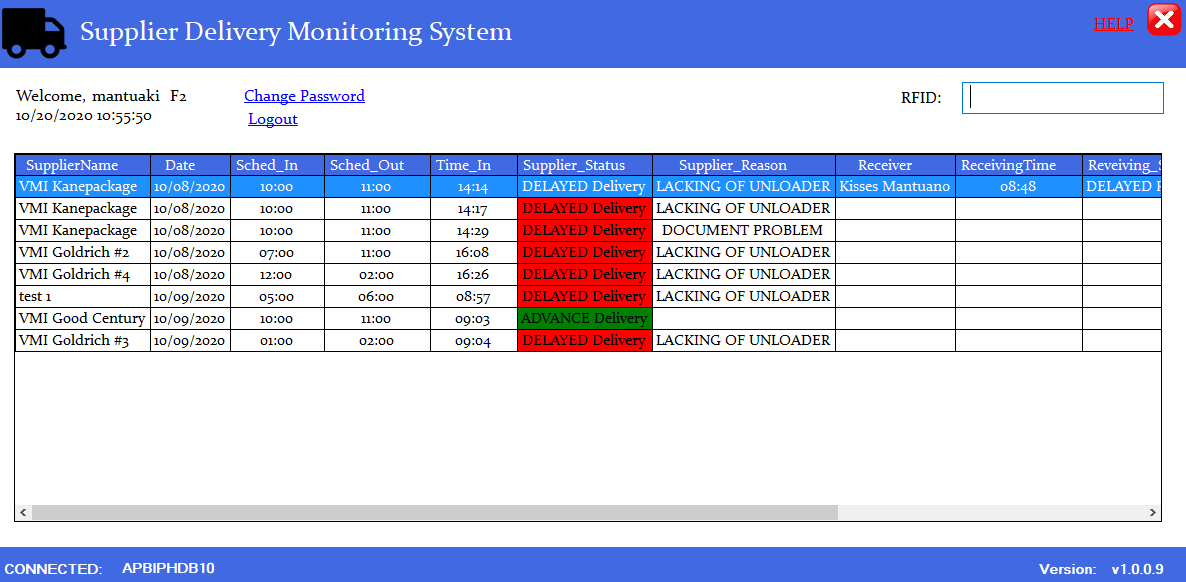 Supplier Delivery Monitoring System
HELP
Welcome, mantuaki F2
Change Password
RFID:
10/20/2020 10:55:50
Logout
SupplierName Date Sched_In Sched_Out Time_In Supplier_Status Supplier_Reason Receiver ReceivingTime Reveiving_S
VMI Kanepackage 10/08/2020 10:00 11:00 14:14 DELAYED Delivery LACKING OF UNLOADER Kisses Mantuano 08:48 DELAYED R
VMI Kanepackage 10/08/2020 10:00 11:00 14:17 DELAYED Delivery LACKING OF UNLOADER
VMI Kanepackage 10/08/2020 10:00 11:00 14:29 DELAYED Delivery DOCUMENT PROBLEM
VMI Goldrich #2 10/08/2020 07:00 11:00 16:08 DELAYED Delivery LACKING OF UNLOADER
VMI Goldrich #4 10/08/2020 12:00 02:00 16:26 DELAYED Delivery LACKING OF UNLOADER
test 1 10/09/2020 05:00 06:00 08:57 DELAYED Delivery LACKING OF UNLOADER
VMI Good Century 10/09/2020 10:00 11:00 09:03 ADVANCE Delivery
VMI Goldrich #3 10/09/2020 01:00 02:00 09:04 DELAYED Delivery LACKING OF UNLOADER
CONNECTED: APBIPHDB10
Version: v1.0.0.9